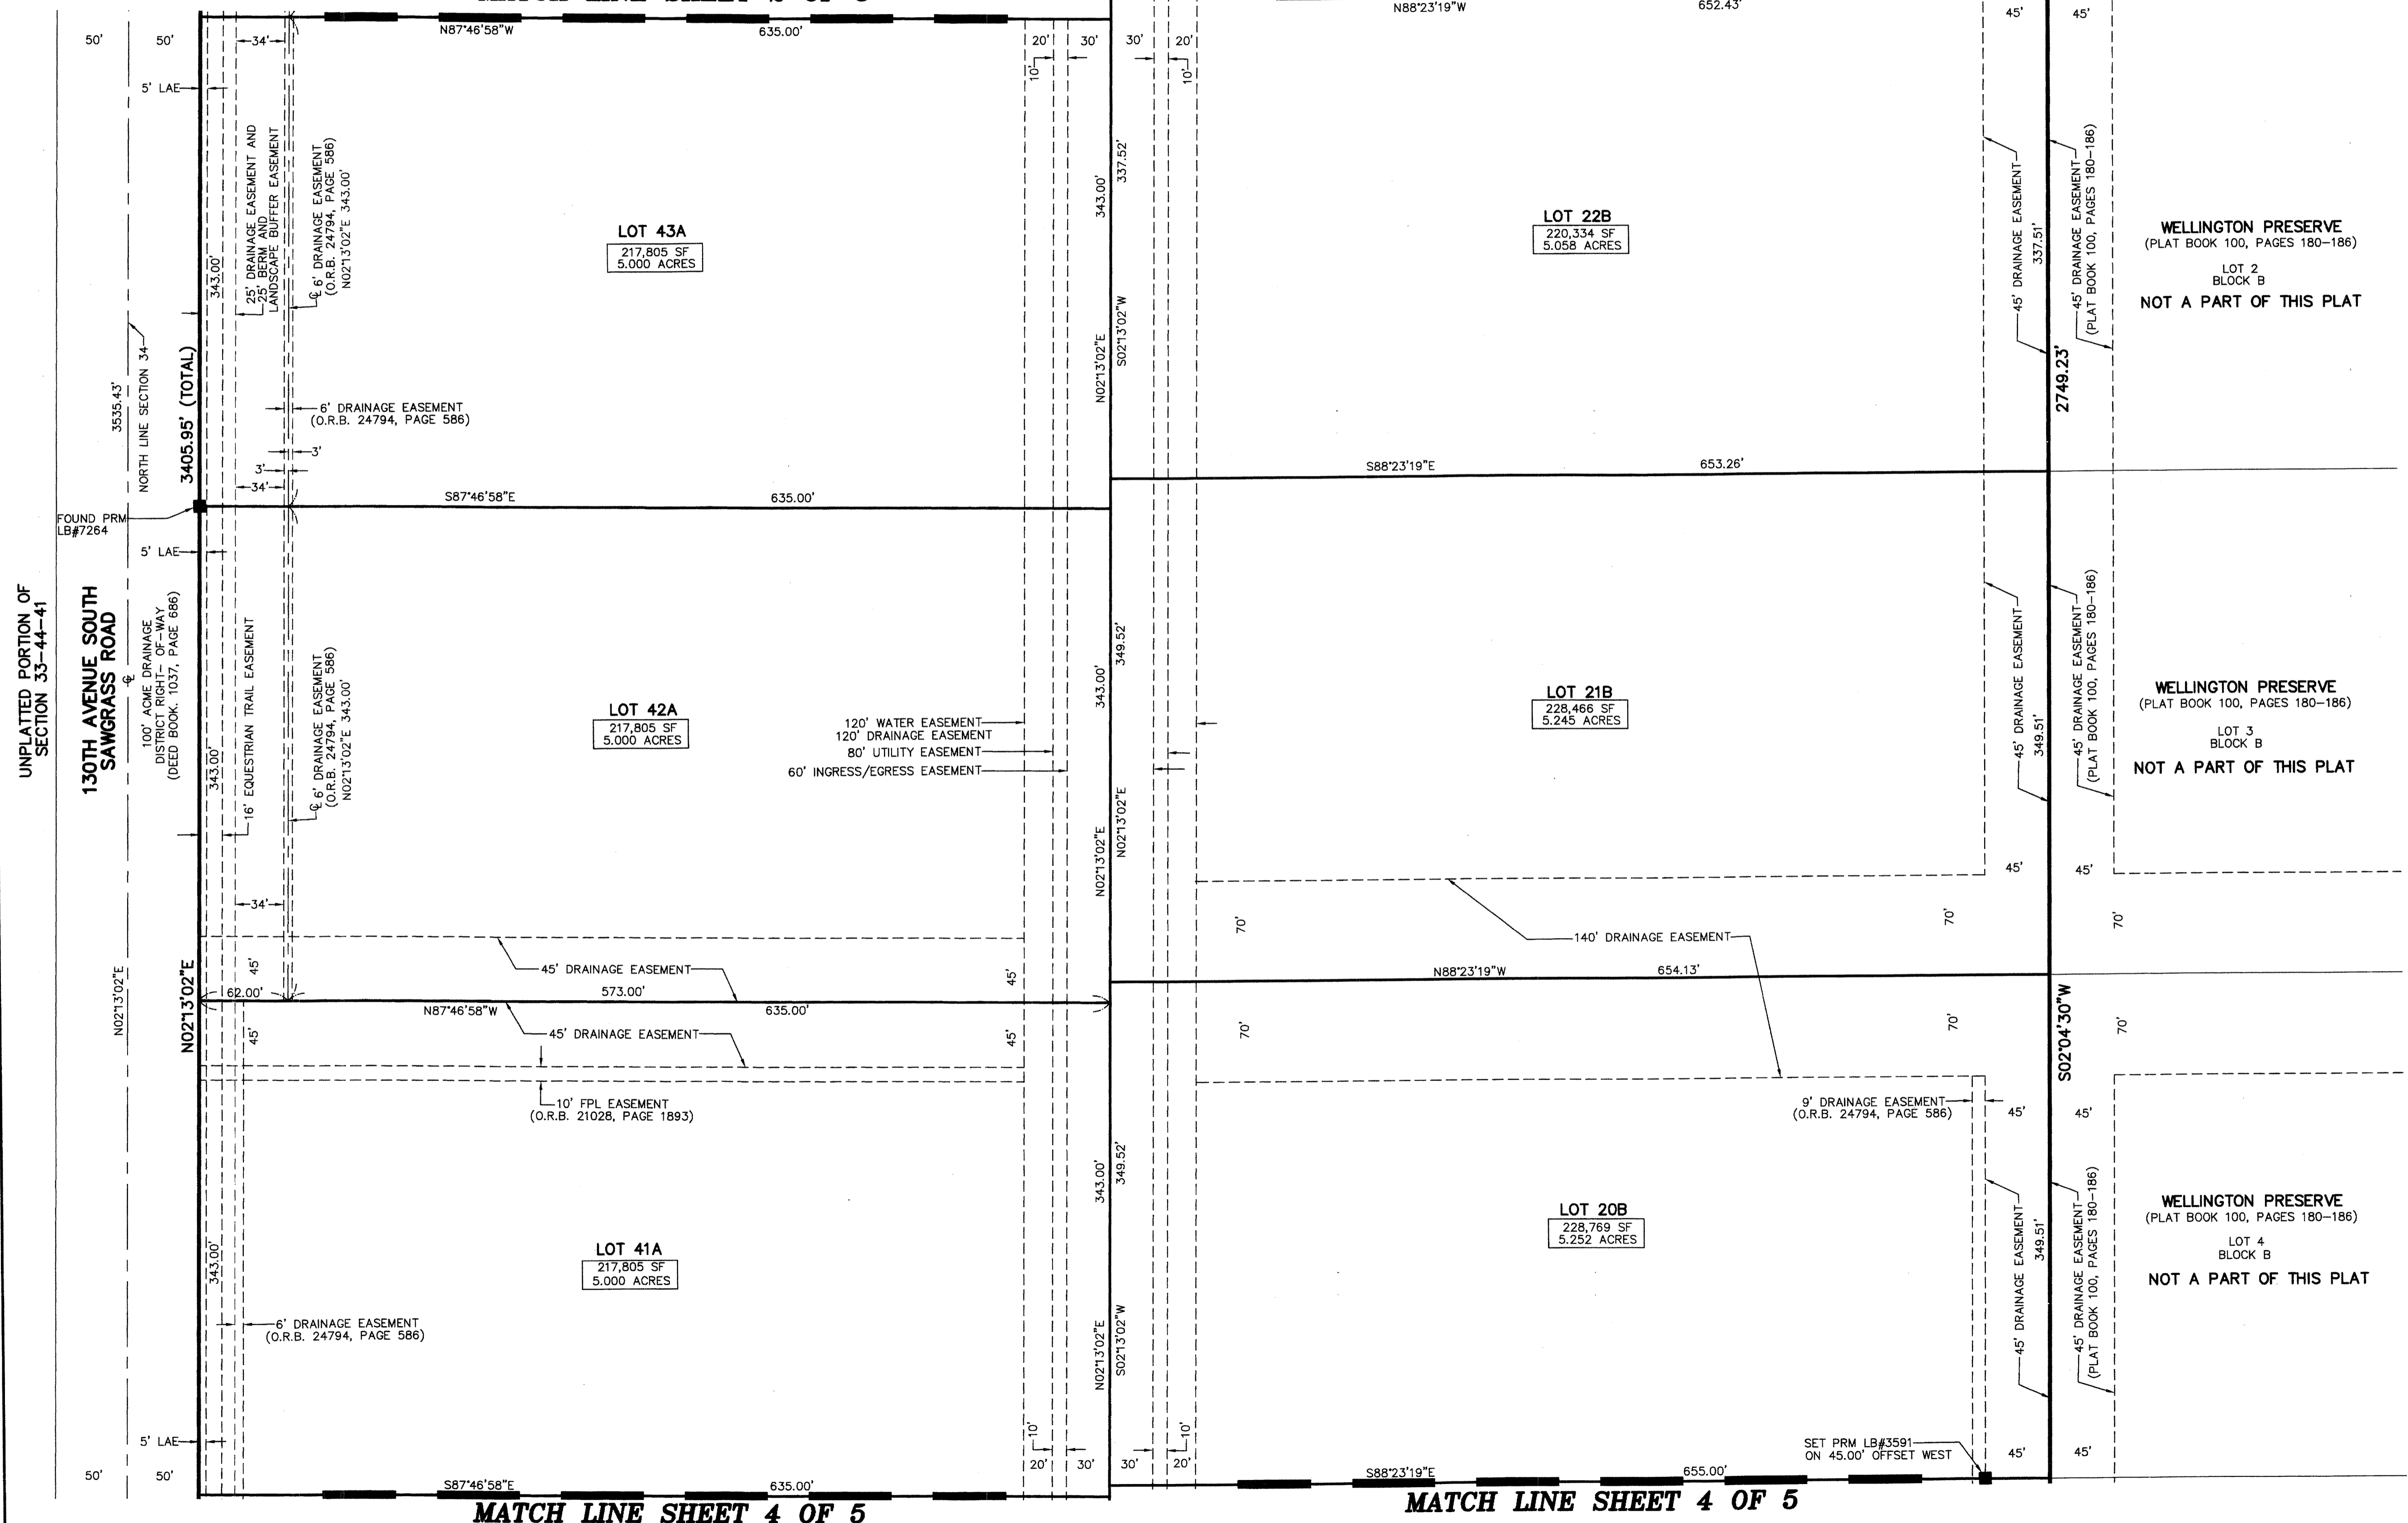 N87°46'58"W
635.00'
N88°23'19"W
652.43'
50'
50'
34'
20'
30'
30'
20'
45'
45'
10'
10'
5' LAE
25' DRAINAGE EASEMENT AND
25' BERM AND
LANDSCAPE BUFFER EASEMENT
℄ 6' DRAINAGE EASEMENT
(O.R.B. 24794, PAGE 586)
N02°13'02"E 343.00'
343.00'
LOT 43A
217,805 SF
5.000 ACRES
343.00'
337.52'
N02°13'02"E
S02°13'02"W
LOT 22B
220,334 SF
5.058 ACRES
45' DRAINAGE EASEMENT
337.51'
45' DRAINAGE EASEMENT
(PLAT BOOK 100, PAGES 180-186)
WELLINGTON PRESERVE
(PLAT BOOK 100, PAGES 180-186)
LOT 2
BLOCK B
NOT A PART OF THIS PLAT
3535.43'
NORTH LINE SECTION 34
3405.95' (TOTAL)
2749.23'
6' DRAINAGE EASEMENT
(O.R.B. 24794, PAGE 586)
3'
3'
34'
S87°46'58"E
635.00'
S88°23'19"E
653.26'
FOUND PRM
LB#7264
5' LAE
UNPLATTED PORTION OF
SECTION 33-44-41
130TH AVENUE SOUTH
SAWGRASS ROAD
℄
100' ACME DRAINAGE
DISTRICT RIGHT- OF-WAY
(DEED BOOK. 1037, PAGE 686)
343.00'
16' EQUESTRIAN TRAIL EASEMENT
℄ 6' DRAINAGE EASEMENT
(O.R.B. 24794, PAGE 586)
N02°13'02"E 343.00'
LOT 42A
217,805 SF
5.000 ACRES
120' WATER EASEMENT
120' DRAINAGE EASEMENT
80' UTILITY EASEMENT
60' INGRESS/EGRESS EASEMENT
343.00'
349.52'
N02°13'02"E
N02°13'02"E
LOT 21B
228,466 SF
5.245 ACRES
45' DRAINAGE EASEMENT
349.51'
45' DRAINAGE EASEMENT
(PLAT BOOK 100, PAGES 180-186)
WELLINGTON PRESERVE
(PLAT BOOK 100, PAGES 180-186)
LOT 3
BLOCK B
NOT A PART OF THIS PLAT
45'
45'
34'
70'
70'
70'
140' DRAINAGE EASEMENT
45'
45' DRAINAGE EASEMENT
45'
N02°13'02"E
N02°13'02"E
62.00'
573.00'
N87°46'58"W
635.00'
N88°23'19"W
654.13'
45'
45' DRAINAGE EASEMENT
45'
70'
70'
S02°04'30"W
70'
10' FPL EASEMENT
(O.R.B. 21028, PAGE 1893)
9' DRAINAGE EASEMENT
(O.R.B. 24794, PAGE 586)
45'
45'
343.00'
349.52'
343.00'
LOT 41A
217,805 SF
5.000 ACRES
LOT 20B
228,769 SF
5.252 ACRES
45' DRAINAGE EASEMENT
349.51'
45' DRAINAGE EASEMENT
(PLAT BOOK 100, PAGES 180-186)
WELLINGTON PRESERVE
(PLAT BOOK 100, PAGES 180-186)
LOT 4
BLOCK B
NOT A PART OF THIS PLAT
6' DRAINAGE EASEMENT
(O.R.B. 24794, PAGE 586)
N02°13'02"E
S02°13'02"W
5' LAE
10'
10'
SET PRM LB#3591
ON 45.00' OFFSET WEST
45'
45'
50'
50'
20'
30'
30'
20'
S87°46'58"E
635.00'
S88°23'19"E
655.00'
MATCH LINE SHEET 4 OF 5
MATCH LINE SHEET 4 OF 5